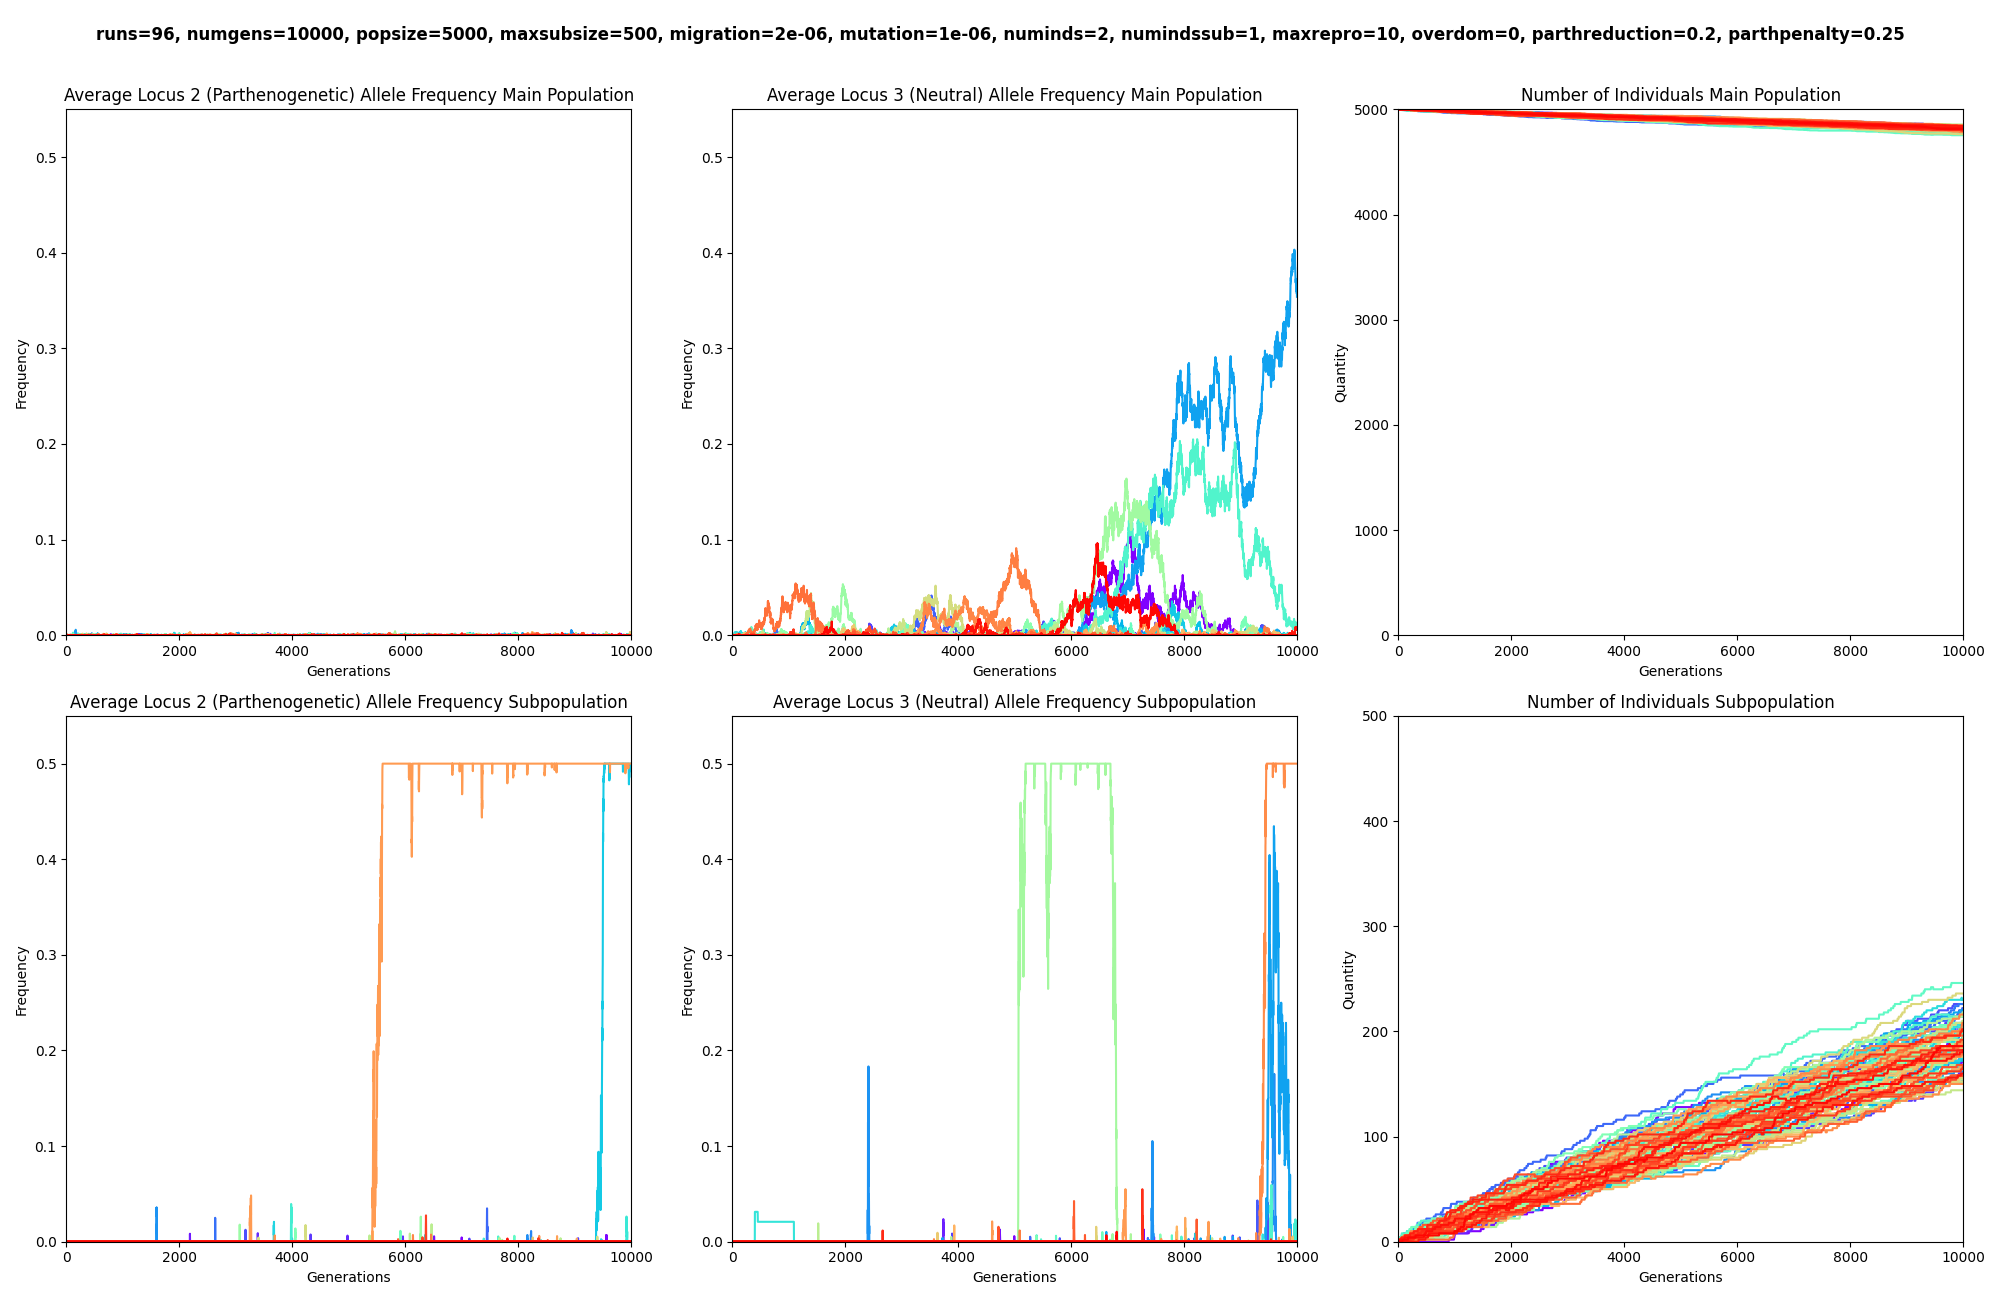 runs=96, numgens=10000, popsize=5000, maxsubsize=500, migration=2e-06, mutation=1e-06, numinds=2, numindssub=1, maxrepro=10, overdom=0, parthreduction=0.2, parthpenalty=0.25
Average Locus 2 (Parthenogenetic) Allele Frequency Main Population
Frequency
0.5
0.4
0.3
0.2
0.1
0.0
0 2000 4000 6000 8000 10000
Generations
Average Locus 3 (Neutral) Allele Frequency Main Population
Frequency
0.5
0.4
0.3
0.2
0.1
0.0
0 2000 4000 6000 8000 10000
Generations
Number of Individuals Main Population
Quantity
5000
4000
3000
2000
1000
0
0 2000 4000 6000 8000 10000
Generations
Average Locus 2 (Parthenogenetic) Allele Frequency Subpopulation
Frequency
0.5
0.4
0.3
0.2
0.1
0.0
0 2000 4000 6000 8000 10000
Generations
Average Locus 3 (Neutral) Allele Frequency Subpopulation
Frequency
0.5
0.4
0.3
0.2
0.1
0.0
0 2000 4000 6000 8000 10000
Generations
Number of Individuals Subpopulation
Quantity
500
400
300
200
100
0
0 2000 4000 6000 8000 10000
Generations